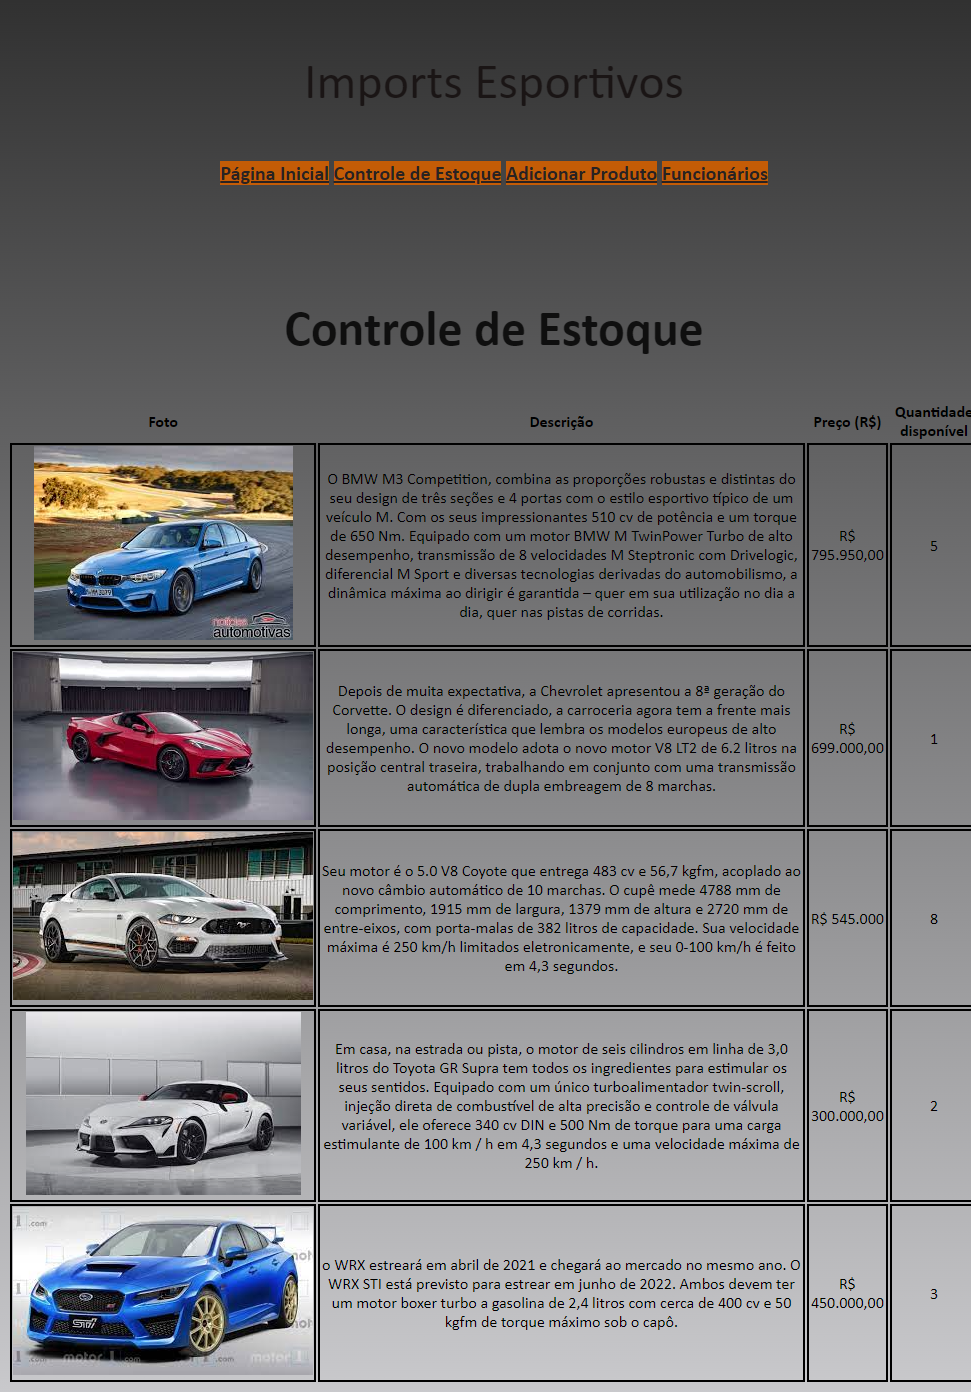 Imports Esportivos
Página Inicial Controle de Estoque Adicionar Produto Funcionários
Controle de Estoque
Foto
Descrição
Preço (R$)
Quantidade
disponível
notícias
automotivas
O BMW M3 Competition, combina as proporções robustas e distintas do
seu design de três seções e 4 portas com o estilo esportivo típico de um
veículo M. Com os seus impressionantes 510 cv de potência e um torque
de 650 Nm. Equipado com um motor BMW M TwinPower Turbo de alto
desempenho, transmissão de 8 velocidades M Steptronic com Drivelogic,
diferencial M Sport e diversas tecnologias derivadas do automobilismo, a
dinâmica máxima ao dirigir é garantida – quer em sua utilização no dia a
dia, quer nas pistas de corridas.
R$
795.950,00
5
Depois de muita expectativa, a Chevrolet apresentou a 8ª geração do
Corvette. O design é diferenciado, a carroceria agora tem a frente mais
longa, uma característica que lembra os modelos europeus de alto
desempenho. O novo modelo adota o novo motor V8 LT2 de 6.2 litros na
posição central traseira, trabalhando em conjunto com uma transmissão
automática de dupla embreagem de 8 marchas.
R$
699.000,00
1
Seu motor é o 5.0 V8 Coyote que entrega 483 cv e 56,7 kgfm, acoplado ao
novo câmbio automático de 10 marchas. O cupê mede 4788 mm de
comprimento, 1915 mm de largura, 1379 mm de altura e 2720 mm de
entre-eixos, com porta-malas de 382 litros de capacidade. Sua velocidade
máxima é 250 km/h limitados eletronicamente, e seu 0-100 km/h é feito
em 4,3 segundos.
R$ 545.000
8
Em casa, na estrada ou pista, o motor de seis cilindros em linha de 3,0
litros do Toyota GR Supra tem todos os ingredientes para estimular os
seus sentidos. Equipado com um único turboalimentador twin-scroll,
injeção direta de combustível de alta precisão e controle de válvula
variável, ele oferece 340 cv DIN e 500 Nm de torque para uma carga
estimulante de 100 km / h em 4,3 segundos e uma velocidade máxima de
250 km / h.
R$
300.000,00
2
1.com
STI
motor1.com
o WRX estreará em abril de 2021 e chegará ao mercado no mesmo ano. O
WRX STI está previsto para estrear em junho de 2022. Ambos devem ter
um motor boxer turbo a gasolina de 2,4 litros com cerca de 400 cv e 50
kgfm de torque máximo sob o capô.
R$
450.000,00
3